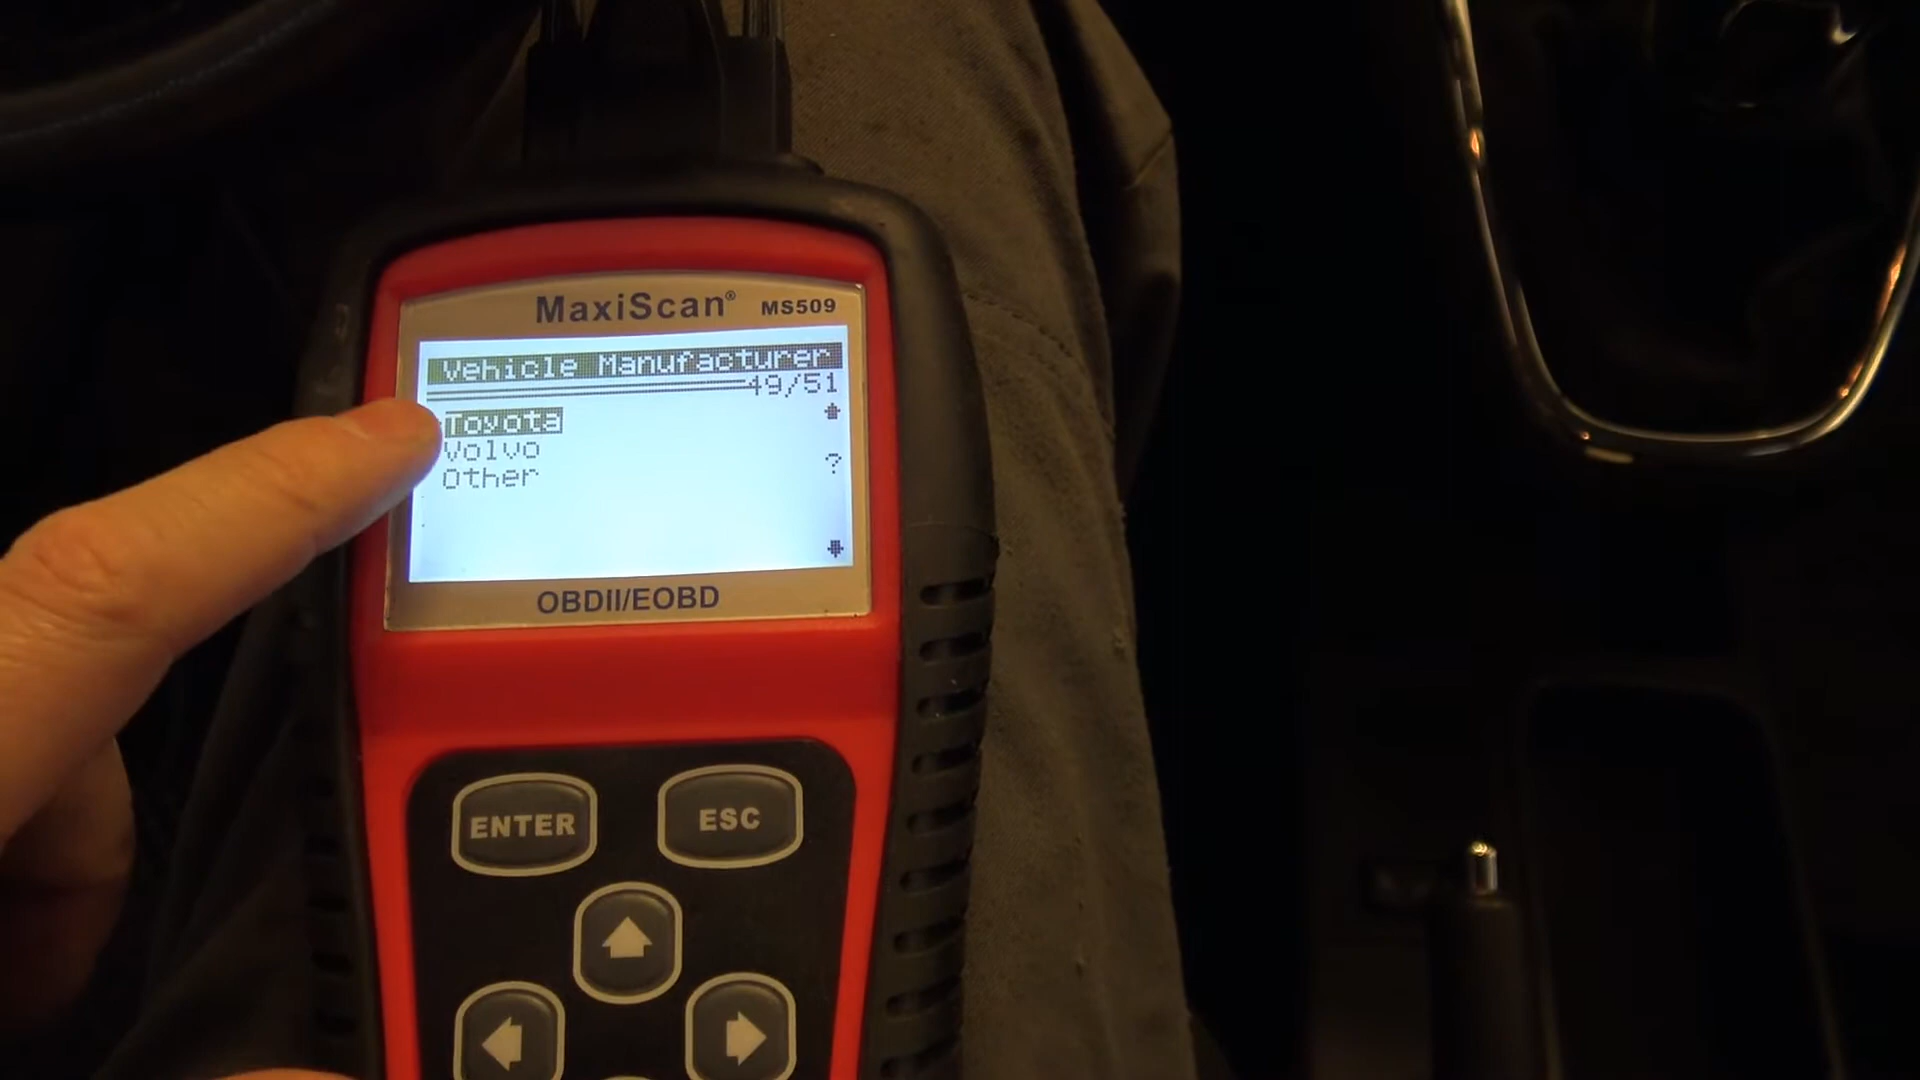 MaxiScan® MS509
Vehicle Manufacturer
49/51
Toyota
Volvo
?
Other
OBDII/EOBD
ENTER
ESC